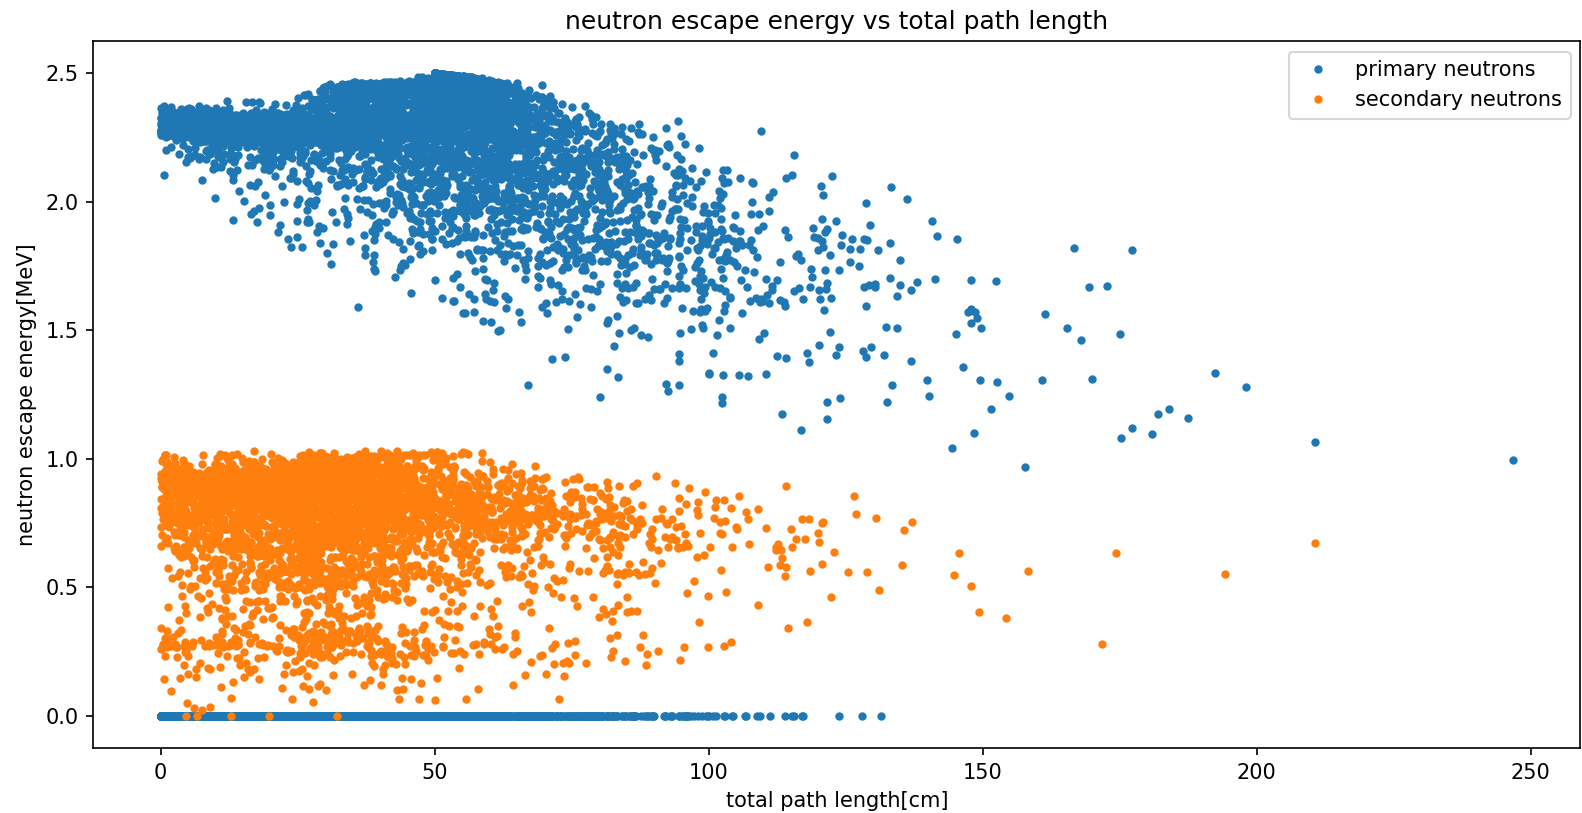 neutron escape energy vs total path length
primary neutrons
secondary neutrons
neutron escape energy[MeV]
2.5
2.0
1.5
1.0
0.5
0.0
0
50
100
150
200
250
total path length[cm]